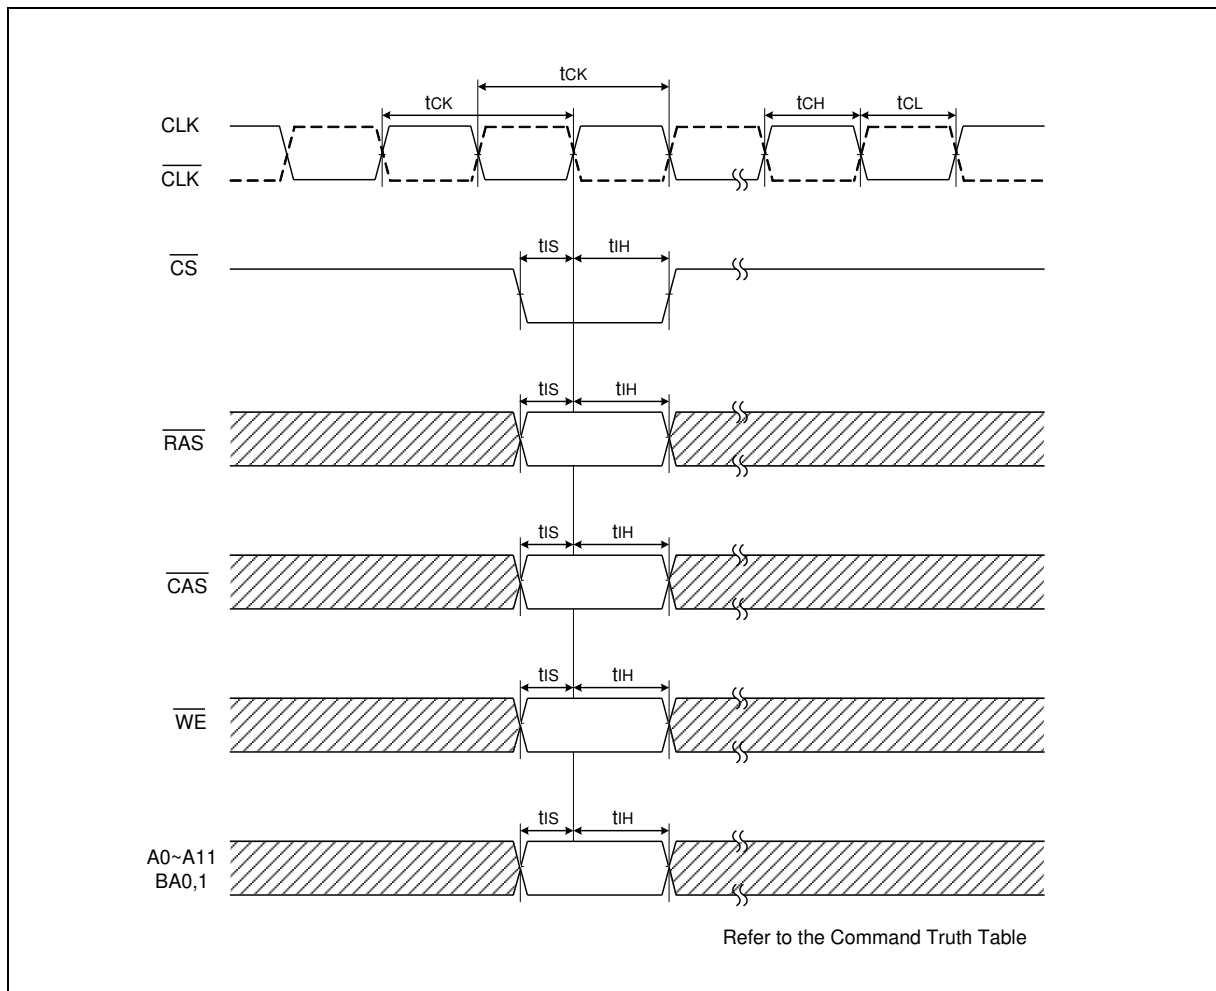 tCK
tCK
tCH
tCL
CLK
CLK
tIS
tIH
CS
tIS
tIH
RAS
tIS
tIH
CAS
tIS
tIH
WE
tIS
tIH
A0~A11
BA0,1
Refer to the Command Truth Table